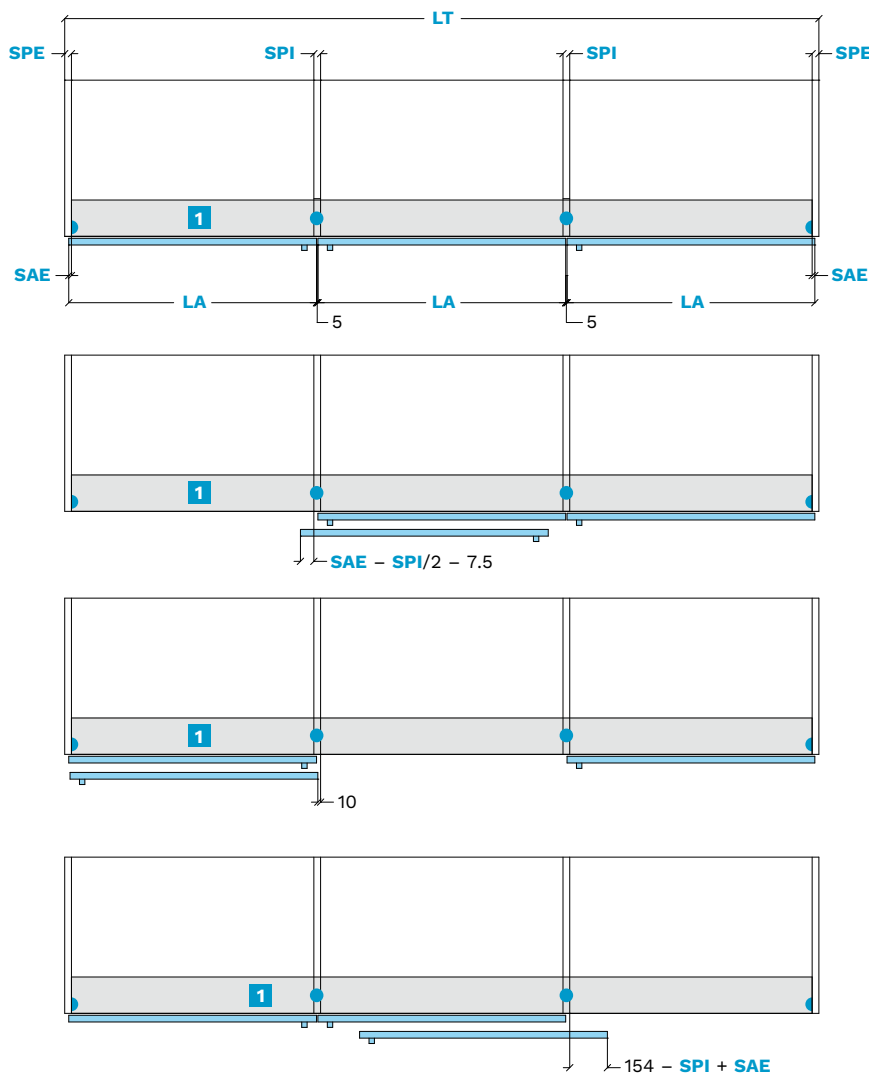 LT
SPE SPI SPI SPE
1
SAE SAE
LA LA LA
5 5
1
SAE – SPI/2 – 7.5
1
10
1
154 – SPI + SAE